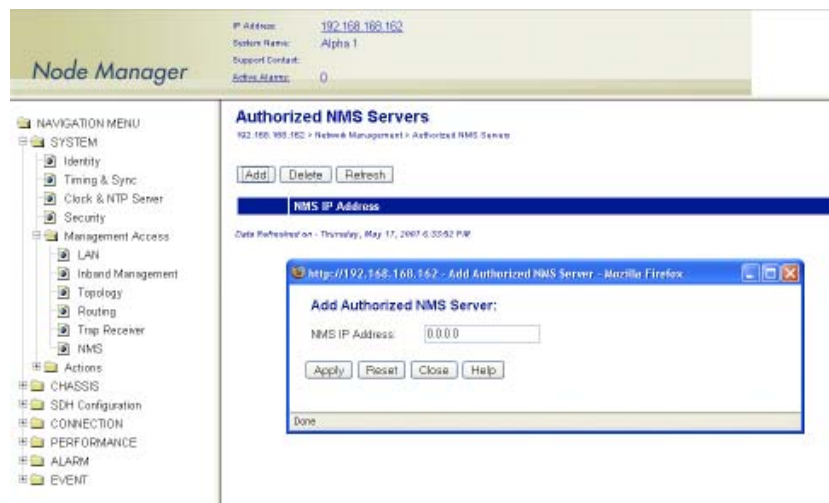 Node Manager
IP Address: 192.168.168.162
System Name: Alpha 1
Support Contact:
Active Alarms: 0
NAVIGATION MENU
SYSTEM
Identity
Timing & Sync
Clock & NTP Server
Security
Management Access
LAN
Inband Management
Topology
Routing
Trap Receiver
NMS
Actions
CHASSIS
SDH Configuration
CONNECTION
PERFORMANCE
ALARM
EVENT
Authorized NMS Servers
192.168.168.162 > Network Management > Authorized NMS Servers
Add Delete Refresh
NMS IP Address
Data Refreshed on - Thursday, May 17, 2007 6:33:52 PM
http://192.168.168.162 - Add Authorized NMS Server - Mozilla Firefox
Add Authorized NMS Server:
NMS IP Address: 0.0.0.0
Apply Reset Close Help
Done